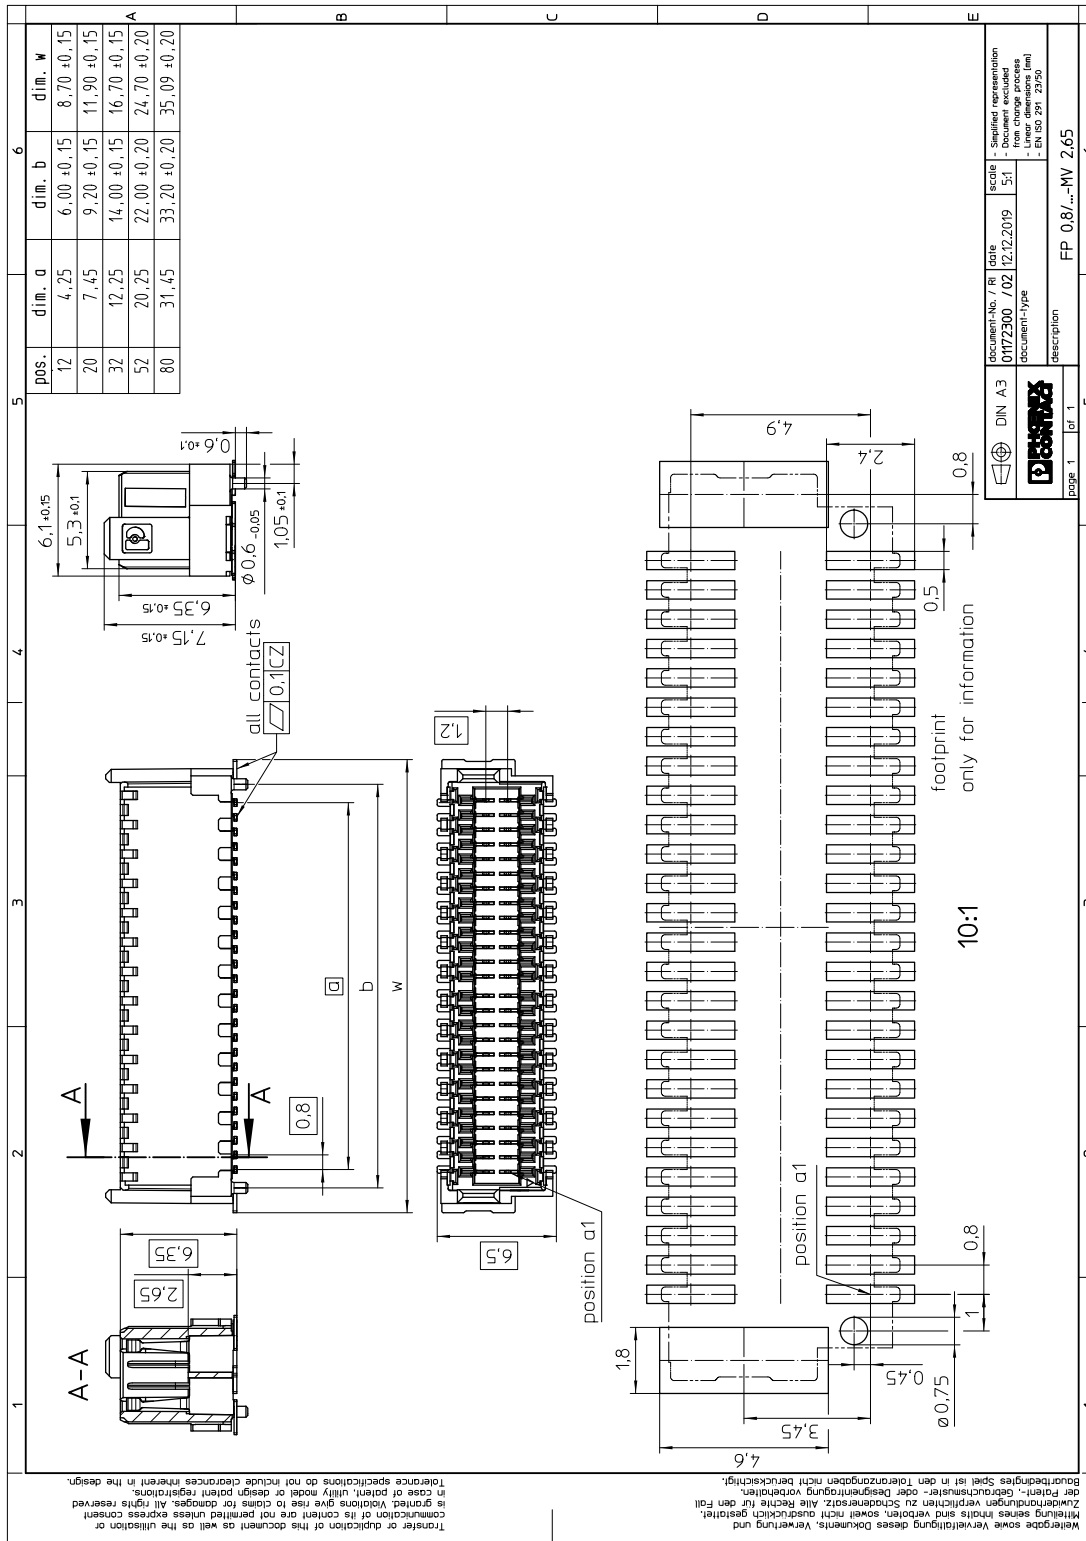 pos. dim. a dim. b dim. w
12 4,25 6,00 ±0,15 8,70 ±0,15
20 7,45 9,20 ±0,15 11,90 ±0,15
32 12,25 14,00 ±0,15 16,70 ±0,15
52 20,25 22,00 ±0,20 24,70 ±0,20
80 31,45 33,20 ±0,20 35,09 ±0,20
A
B
C
D
E
1
2
3
4
5
6
A-A
6,35
2,65
A
A
0,8
a
b
w
all contacts
0,1CZ
6,1 ±0,15
5,3 ±0,1
6,35 ±0,15
7,15 ±0,15
0,6 ±0,1
ø0,6 -0,05
1,05 ±0,1
6,5
1,2
position a1
4,9
2,4
0,8
0,5
footprint
only for information
10:1
position a1
0,8
1
0,45
ø0,75
1,8
3,45
4,6
DIN A3
PHOENIX
CONTACT
page 1 of 1
document-No. / RI
01172300 / 02
date
12.12.2019
scale
5:1
document-type
description
FP 0,8/...-MV 2,65
- Simplified representation
- Document excluded
from change process
- Linear dimensions [mm]
- EN ISO 291 23/50
Transfer or duplication of this document as well as the utilisation or
communication of its content are not permitted unless express consent
is granted. Violations give rise to claims for damages. All rights reserved
in case of patent, utility model or design patent registrations.
Tolerance specifications do not include clearances inherent in the design.
Weitergabe sowie Vervielfältigung dieses Dokuments, Verwertung und
Mitteilung seines Inhalts sind verboten, soweit nicht ausdrücklich gestattet.
Zuwiderhandlungen verpflichten zu Schadenersatz. Alle Rechte für den Fall
der Patent-, Gebrauchsmuster- oder Designeintragung vorbehalten.
Bauartbedingtes Spiel ist in den Toleranzangaben nicht berücksichtigt.